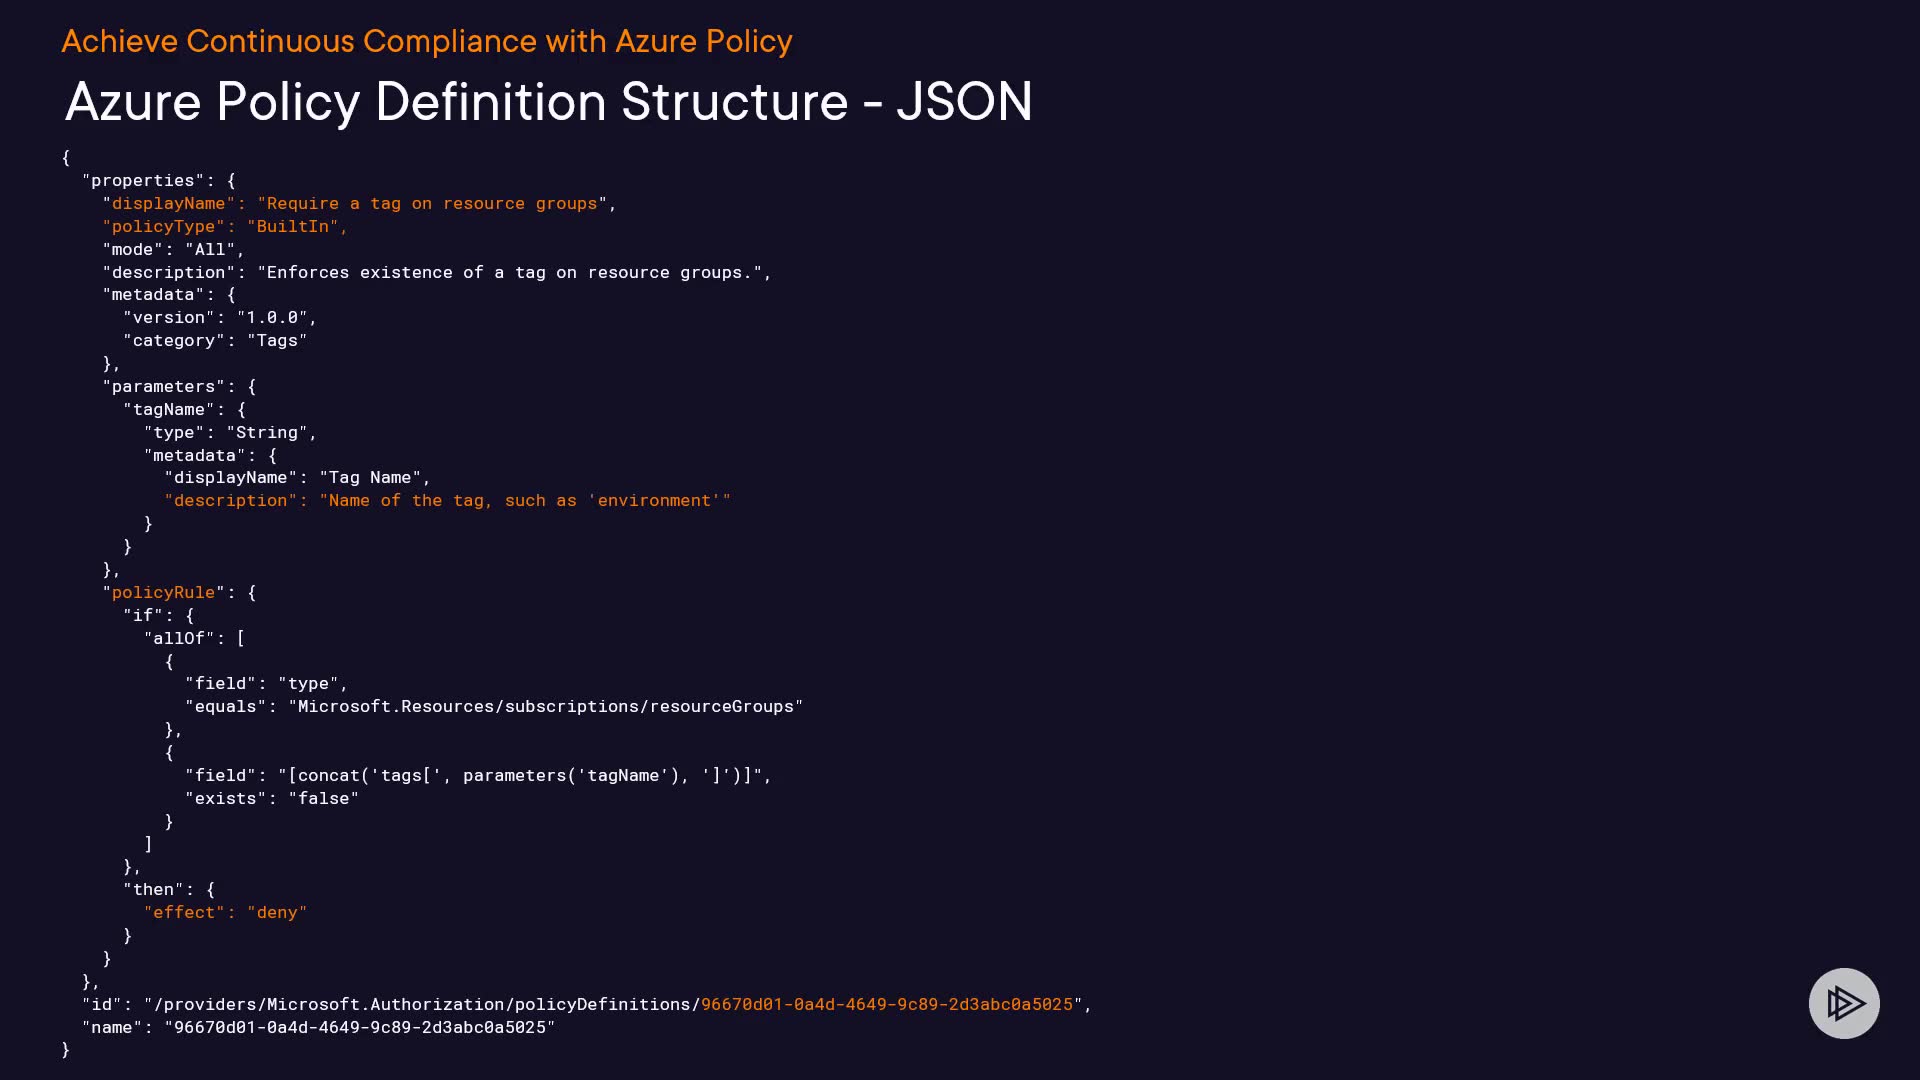 Achieve Continuous Compliance with Azure Policy
Azure Policy Definition Structure - JSON
{
  "properties": {
    "displayName": "Require a tag on resource groups",
    "policyType": "BuiltIn",
    "mode": "All",
    "description": "Enforces existence of a tag on resource groups.",
    "metadata": {
      "version": "1.0.0",
      "category": "Tags"
    },
    "parameters": {
      "tagName": {
        "type": "String",
        "metadata": {
          "displayName": "Tag Name",
          "description": "Name of the tag, such as 'environment'"
        }
      }
    },
    "policyRule": {
      "if": {
        "allOf": [
          {
            "field": "type",
            "equals": "Microsoft.Resources/subscriptions/resourceGroups"
          },
          {
            "field": "[concat('tags[', parameters('tagName'), ']')]",
            "exists": "false"
          }
        ]
      },
      "then": {
        "effect": "deny"
      }
    }
  },
  "id": "/providers/Microsoft.Authorization/policyDefinitions/96670d01-0a4d-4649-9c89-2d3abc0a5025",
  "name": "96670d01-0a4d-4649-9c89-2d3abc0a5025"
}